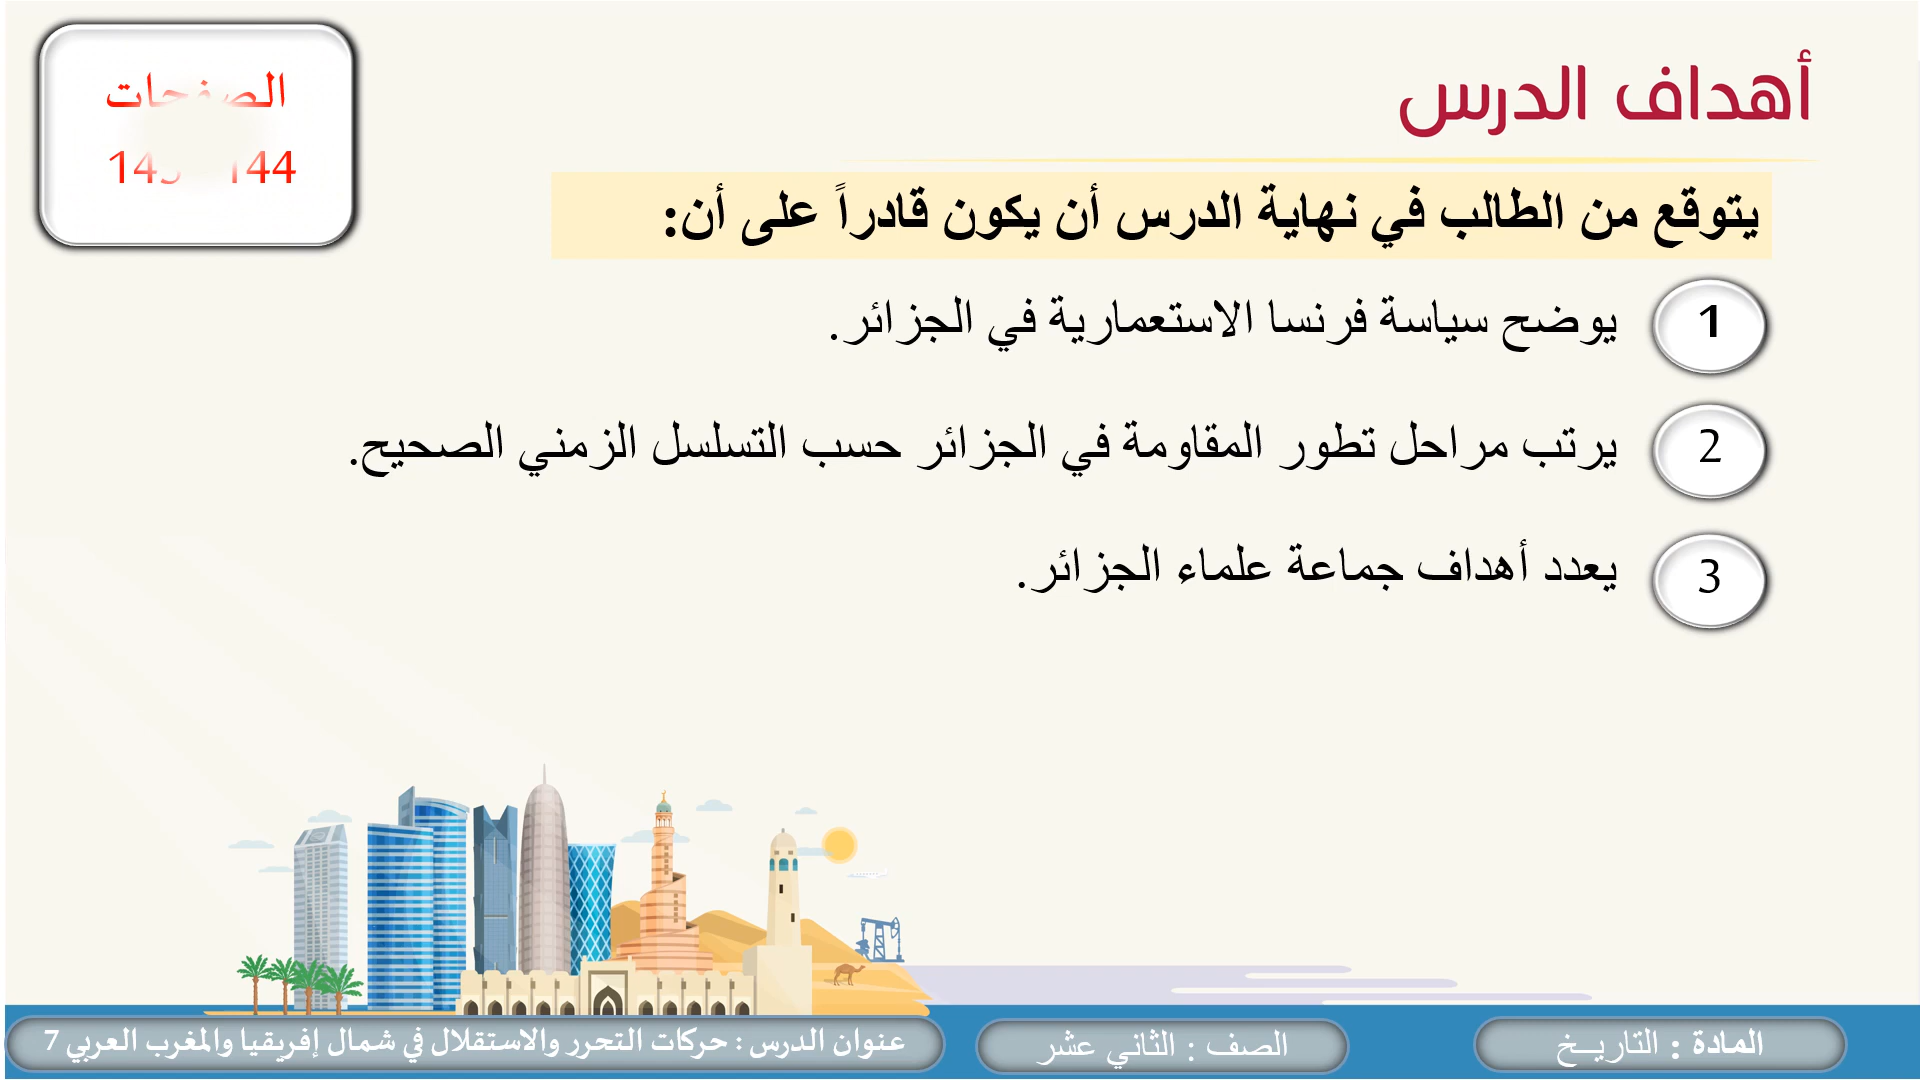 أهداف الدرس
الصفحات
144
يتوقع من الطالب في نهاية الدرس أن يكون قادراً على أن:
1 يوضح سياسة فرنسا الاستعمارية في الجزائر.
2 يرتب مراحل تطور المقاومة في الجزائر حسب التسلسل الزمني الصحيح.
3 يعدد أهداف جماعة علماء الجزائر.
المادة : التاريـخ
الصف : الثاني عشر
عنوان الدرس : حركات التحرر والاستقلال في شمال إفريقيا والمغرب العربي 7